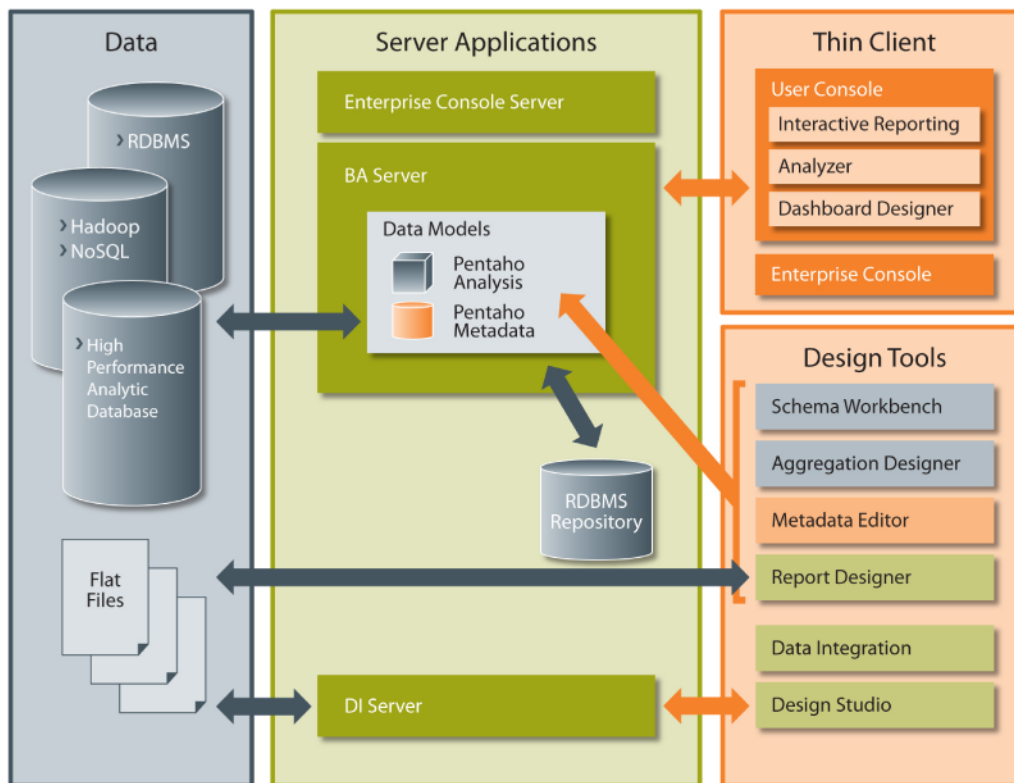 Data
› RDBMS
› Hadoop
› NoSQL
› High
Performance
Analytic
Database
Flat
Files
Server Applications
Enterprise Console Server
BA Server
Data Models
Pentaho
Analysis
Pentaho
Metadata
RDBMS
Repository
DI Server
Thin Client
User Console
Interactive Reporting
Analyzer
Dashboard Designer
Enterprise Console
Design Tools
Schema Workbench
Aggregation Designer
Metadata Editor
Report Designer
Data Integration
Design Studio